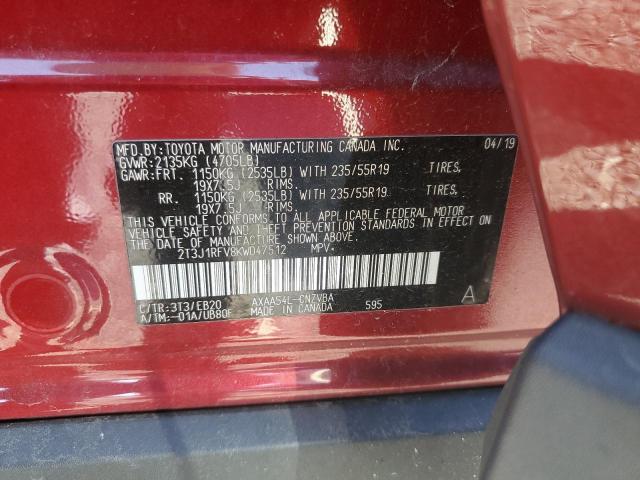 MFD.BY:TOYOTA MOTOR MANUFACTURING CANADA INC. 04/19
GVWR:2135KG (4705LB)
GAWR:FRT. 1150KG (2535LB) WITH 235/55R19 TIRES,
19X7.5J RIMS.
RR. 1150KG (2535LB) WITH 235/55R19 TIRES,
19X7.5J RIMS.
THIS VEHICLE CONFORMS TO ALL APPLICABLE FEDERAL MOTOR
VEHICLE SAFETY AND THEFT PREVENTION STANDARDS IN EFFECT ON
THE DATE OF MANUFACTURE SHOWN ABOVE.
2T3J1RFV8KW047512 MPV.
C/TR:3T3/EB20 AXAA54L-CNZVBA A
A/TM:-01A/UB80F MADE IN CANADA 595